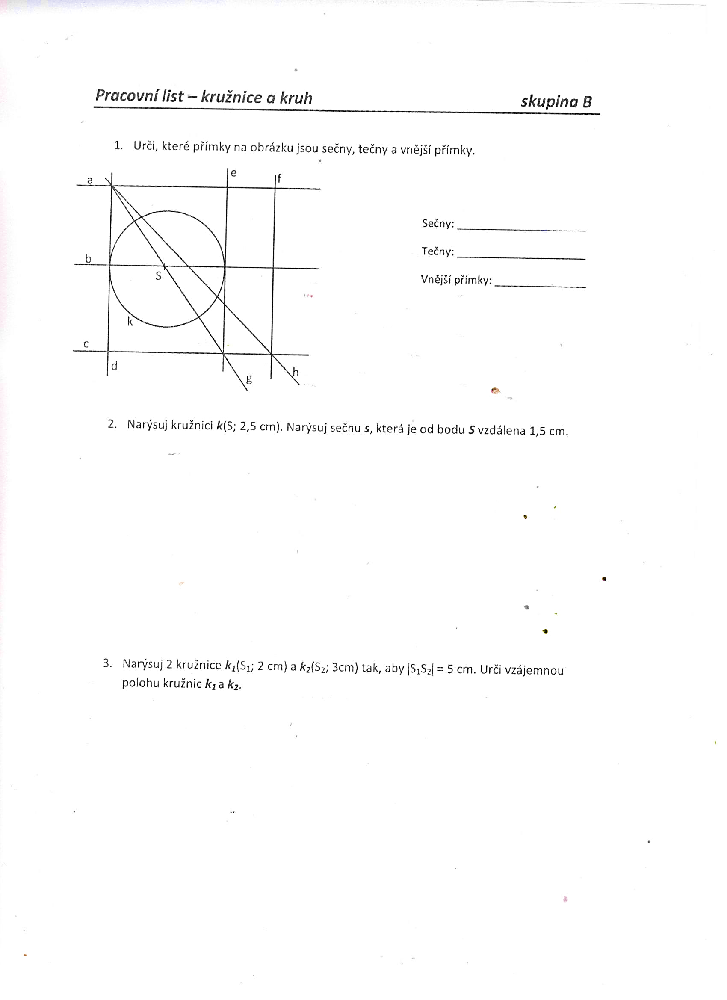 Pracovní list – kružnice a kruh skupina B
1. Urči, které přímky na obrázku jsou sečny, tečny a vnější přímky.
e
f
a
Sečny: ____________________
Tečny: ____________________
b
S
Vnější přímky: ______________
k
c
d
h
g
2. Narýsuj kružnici k(S; 2,5 cm). Narýsuj sečnu s, která je od bodu S vzdálena 1,5 cm.
3. Narýsuj 2 kružnice k₁(S₁; 2 cm) a k₂(S₂; 3cm) tak, aby |S₁S₂| = 5 cm. Urči vzájemnou
polohu kružnic k₁ a k₂.